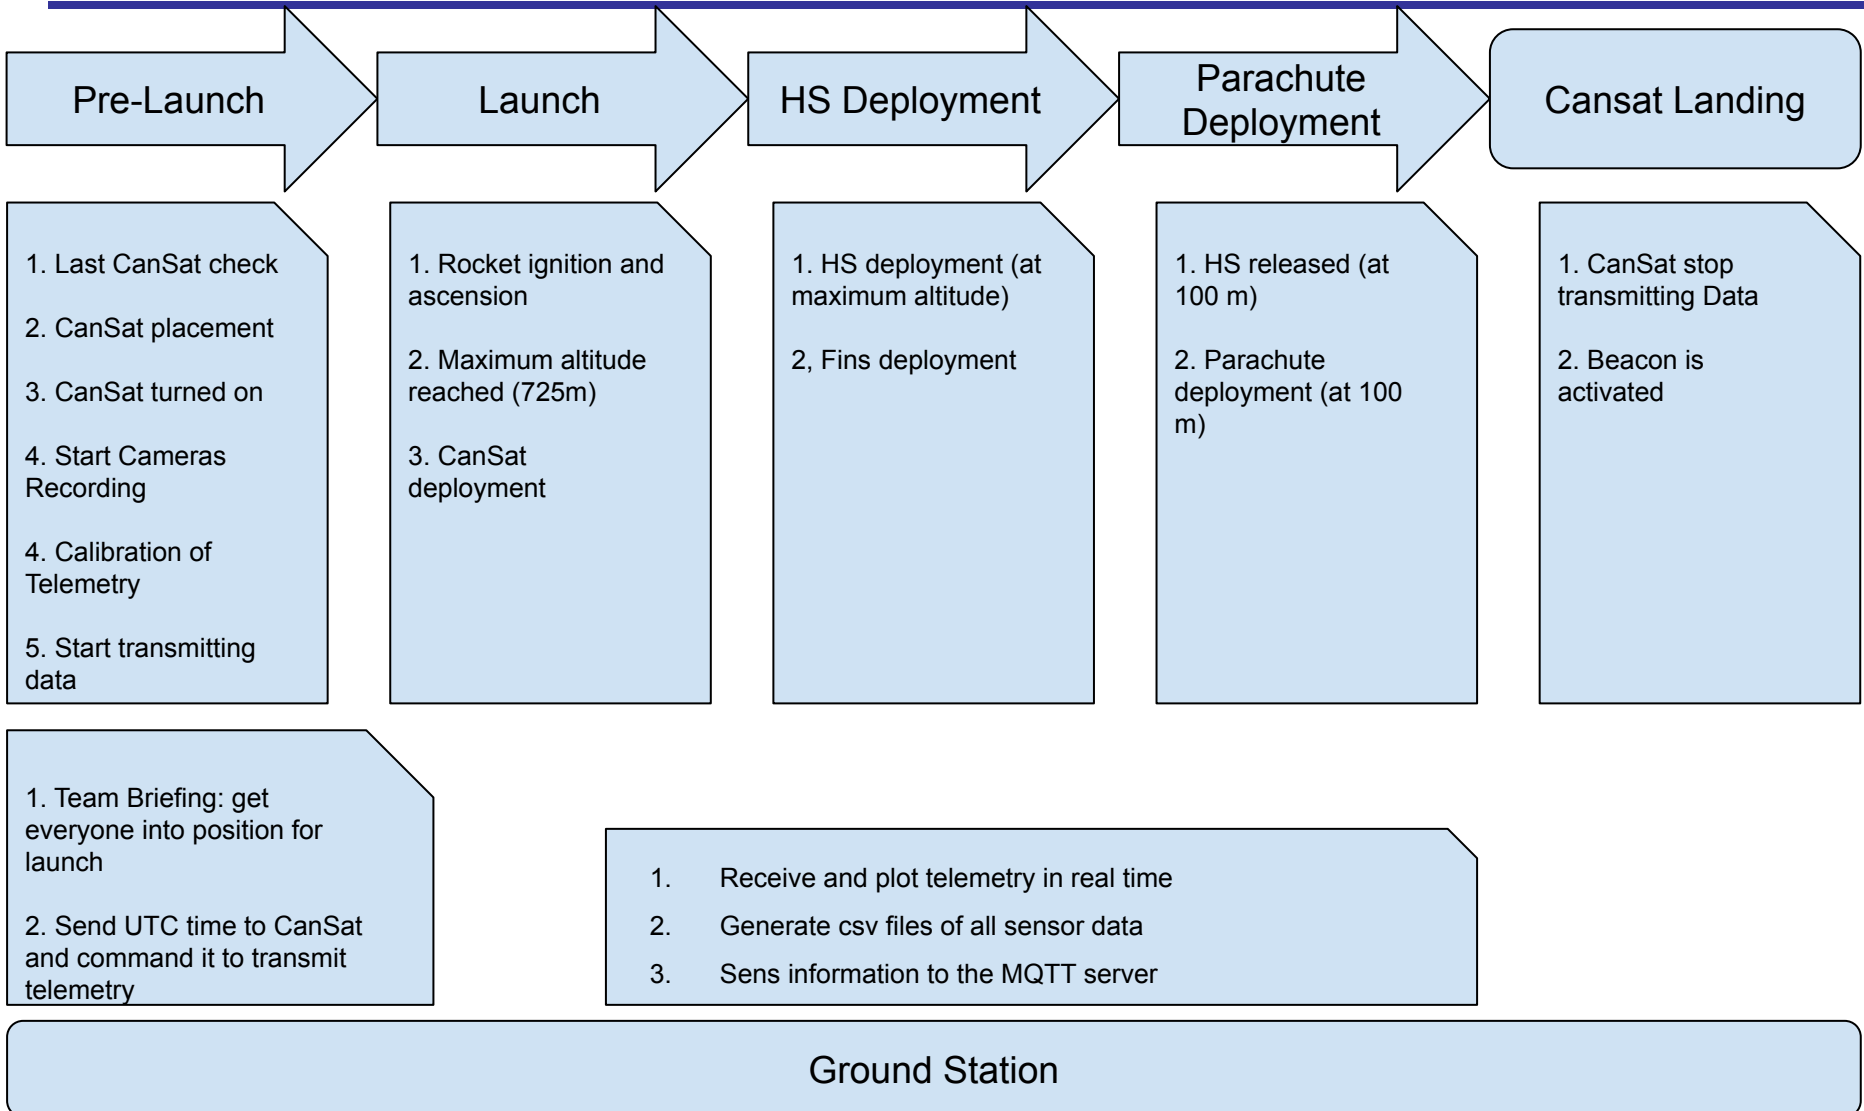 Pre-Launch
Launch
HS Deployment
Parachute
Deployment
Cansat Landing
1. Last CanSat check
2. CanSat placement
3. CanSat turned on
4. Start Cameras
Recording
4. Calibration of
Telemetry
5. Start transmitting
data
1. Rocket ignition and
ascension
2. Maximum altitude
reached (725m)
3. CanSat
deployment
1. HS deployment (at
maximum altitude)
2, Fins deployment
1. HS released (at
100 m)
2. Parachute
deployment (at 100
m)
1. CanSat stop
transmitting Data
2. Beacon is
activated
1. Team Briefing: get
everyone into position for
launch
2. Send UTC time to CanSat
and command it to transmit
telemetry
1. Receive and plot telemetry in real time
2. Generate csv files of all sensor data
3. Sens information to the MQTT server
Ground Station